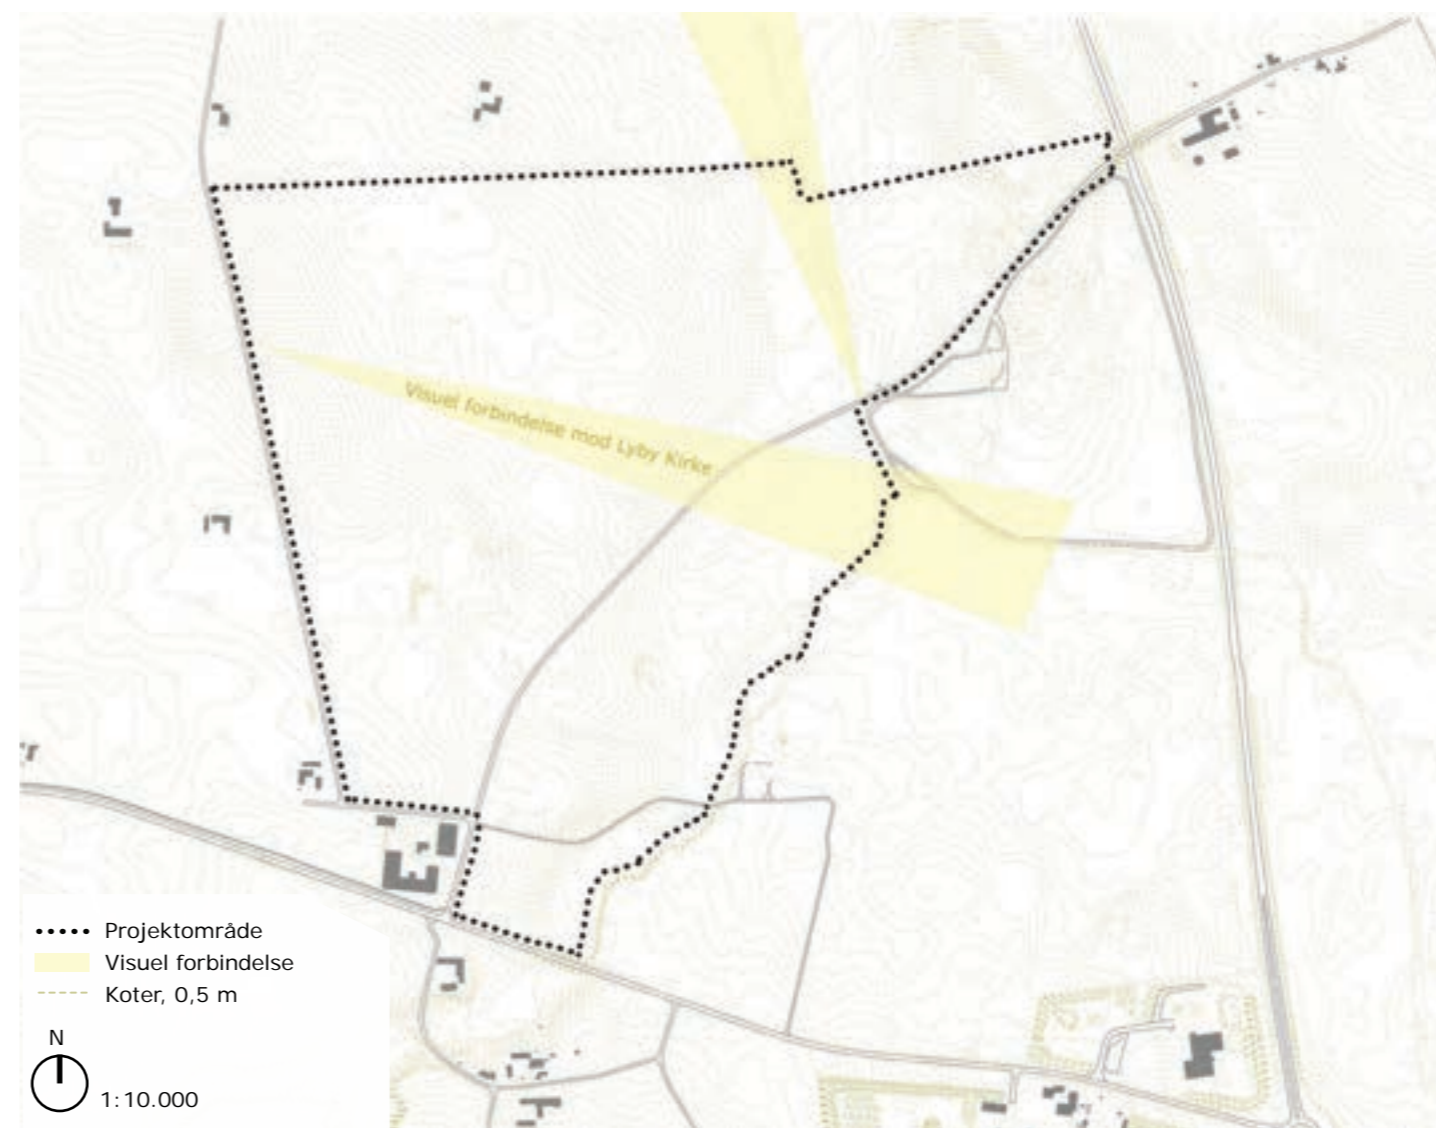 Visuel forbindelse mod Lyby Kirke
Projektområde
Visuel forbindelse
Koter, 0,5 m
N
1:10.000